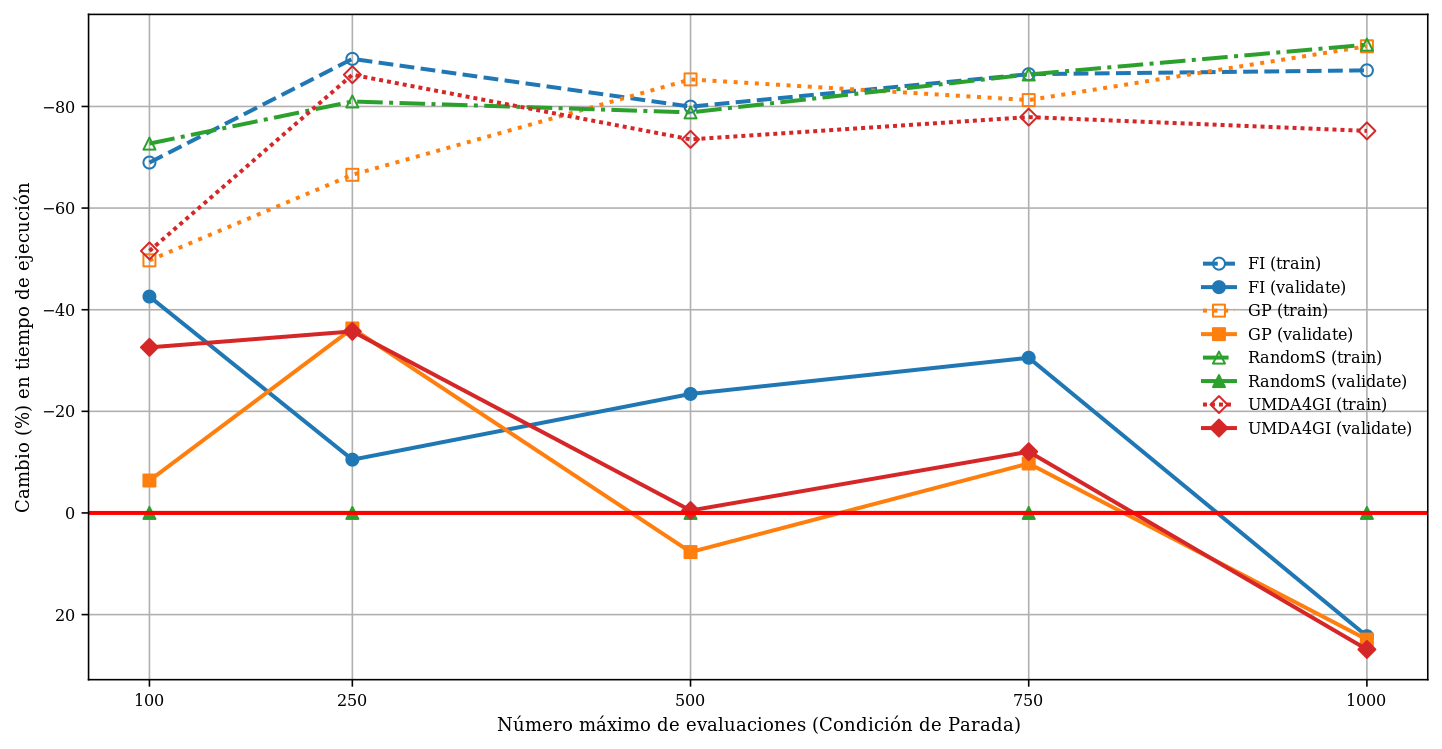 Cambio (%) en tiempo de ejecución
−80
−60
−40
−20
0
20
100
250
500
750
1000
Número máximo de evaluaciones (Condición de Parada)
FI (train)
FI (validate)
GP (train)
GP (validate)
RandomS (train)
RandomS (validate)
UMDA4GI (train)
UMDA4GI (validate)